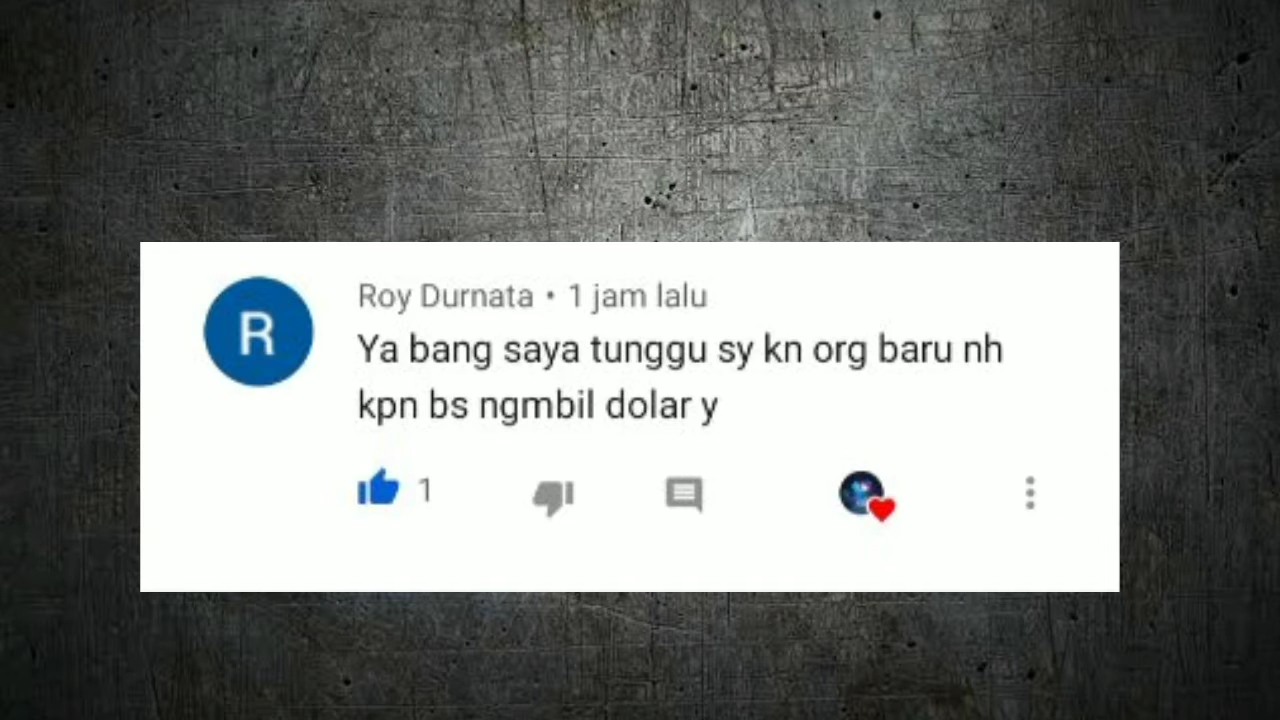 R
Roy Durnata • 1 jam lalu
Ya bang saya tunggu sy kn org baru nh
kpn bs ngmbil dolar y
1